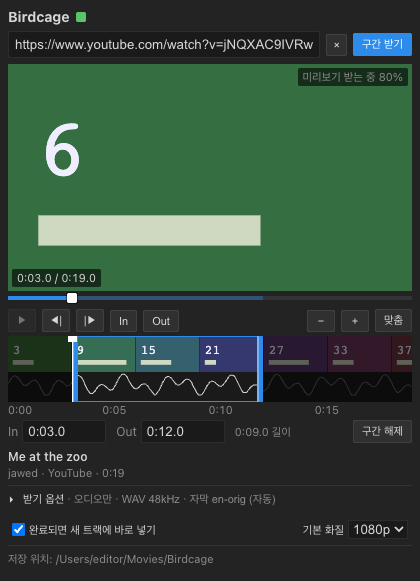 Birdcage
https://www.youtube.com/watch?v=jNQXAC9IVRw × 구간 받기
미리보기 받는 중 80%
6
0:03.0 / 0:19.0
In Out − + 맞춤
3 9 15 21 27 33 37
0:00 0:05 0:10 0:15
In 0:03.0 Out 0:12.0 0:09.0 길이 구간 해제
Me at the zoo
jawed · YouTube · 0:19
받기 옵션 · 오디오만 · WAV 48kHz · 자막 en-orig (자동)
완료되면 새 트랙에 바로 넣기 기본 화질 1080p
저장 위치: /Users/editor/Movies/Birdcage